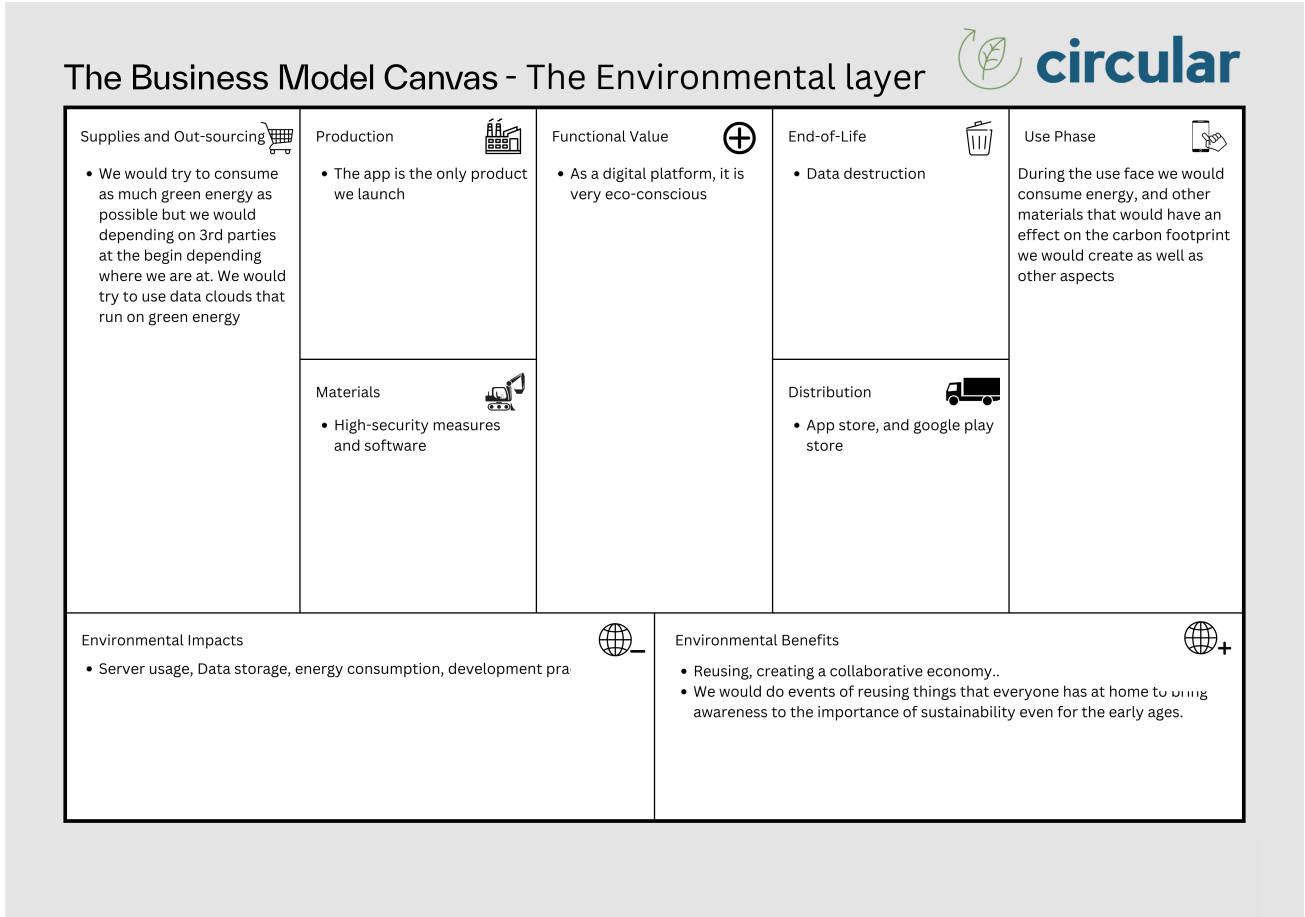 The Business Model Canvas - The Environmental layer
circular
Supplies and Out-sourcing
We would try to consume
as much green energy as
possible but we would
depending on 3rd parties
at the begin depending
where we are at. We would
try to use data clouds that
run on green energy
Production
The app is the only product
we launch
Materials
High-security measures
and software
Functional Value
As a digital platform, it is
very eco-conscious
End-of-Life
Data destruction
Distribution
App store, and google play
store
Use Phase
During the use face we would
consume energy, and other
materials that would have an
effect on the carbon footprint
we would create as well as
other aspects
Environmental Impacts
Server usage, Data storage, energy consumption, development
Environmental Benefits
Reusing, creating a collaborative economy..
We would do events of reusing things that everyone has at home to bring
awareness to the importance of sustainability even for the early ages.